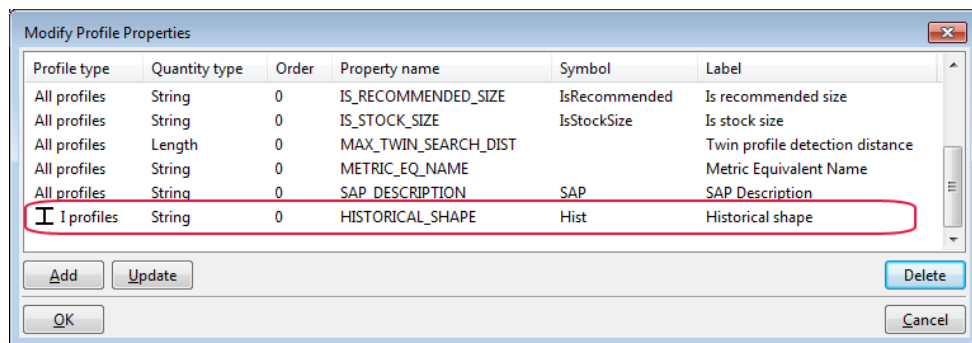 Modify Profile Properties
Profile type Quantity type Order Property name Symbol Label
All profiles String 0 IS_RECOMMENDED_SIZE IsRecommended Is recommended size
All profiles String 0 IS_STOCK_SIZE IsStockSize Is stock size
All profiles Length 0 MAX_TWIN_SEARCH_DIST Twin profile detection distance
All profiles String 0 METRIC_EQ_NAME Metric Equivalent Name
All profiles String 0 SAP_DESCRIPTION SAP SAP Description
I profiles String 0 HISTORICAL_SHAPE Hist Historical shape
Add Update Delete
OK Cancel